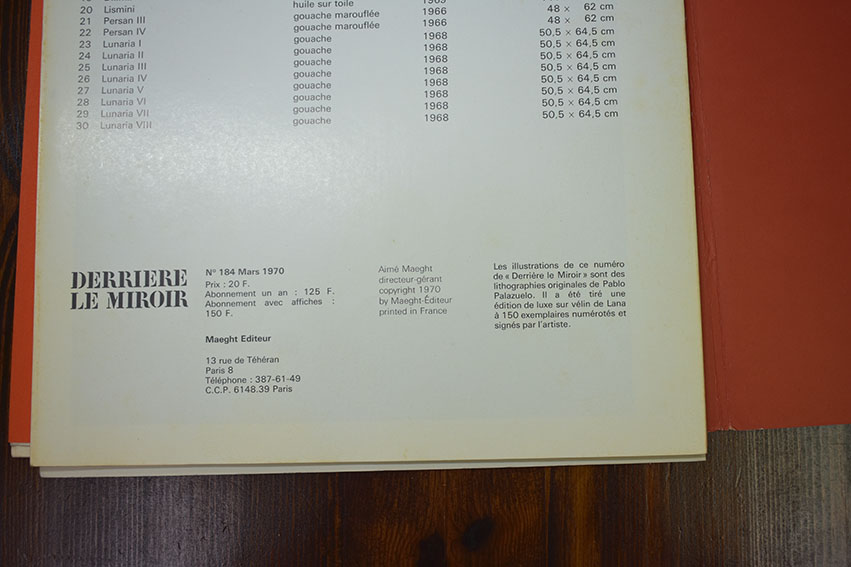 huile sur toile 1969
20 Lismini gouache marouflée 1966 48 × 62 cm
21 Persan III gouache marouflée 1966 48 × 62 cm
22 Persan IV gouache 1968 50,5 × 64,5 cm
23 Lunaria I gouache 1968 50,5 × 64,5 cm
24 Lunaria II gouache 1968 50,5 × 64,5 cm
25 Lunaria III gouache 1968 50,5 × 64,5 cm
26 Lunaria IV gouache 1968 50,5 × 64,5 cm
27 Lunaria V gouache 1968 50,5 × 64,5 cm
28 Lunaria VI gouache 1968 50,5 × 64,5 cm
29 Lunaria VII gouache 1968 50,5 × 64,5 cm
30 Lunaria VIII
DERRIERE
LE MIROIR
N° 184 Mars 1970
Prix : 20 F.
Abonnement un an : 125 F.
Abonnement avec affiches :
150 F.
Maeght Editeur
13 rue de Téhéran
Paris 8
Téléphone : 387-61-49
C.C.P. 6148.39 Paris
Aimé Maeght
directeur-gérant
copyright 1970
by Maeght-Éditeur
printed in France
Les illustrations de ce numéro
de « Derrière le Miroir » sont des
lithographies originales de Pablo
Palazuelo. Il a été tiré une
édition de luxe sur vélin de Lana
à 150 exemplaires numérotés et
signés par l'artiste.